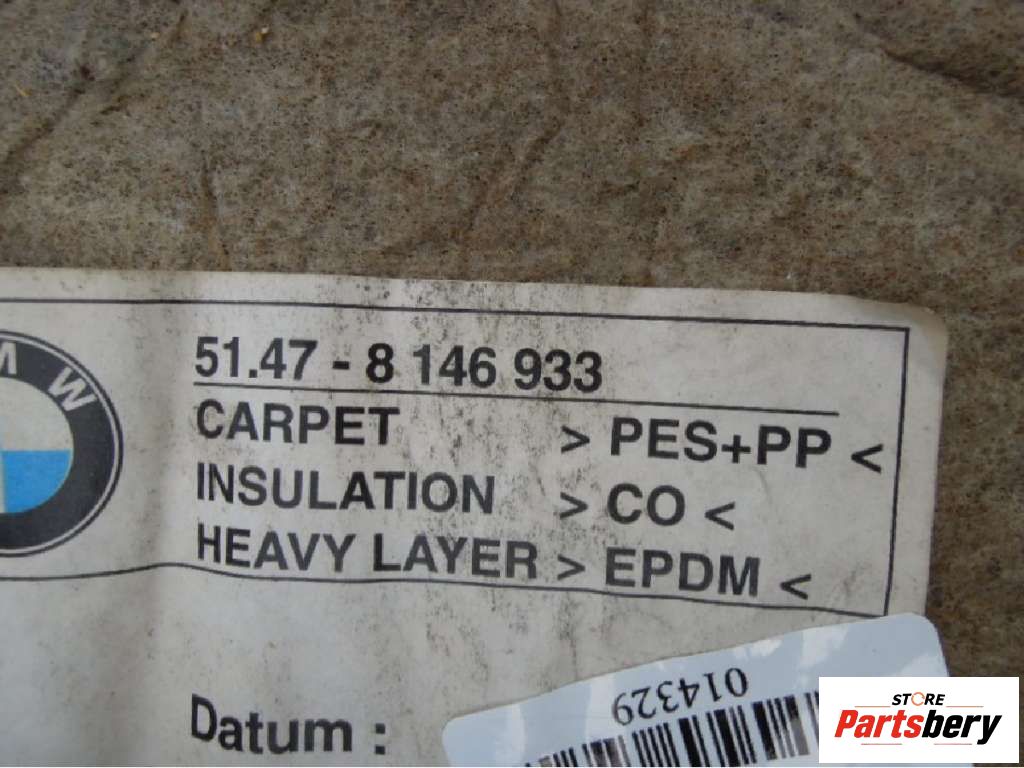 M W
51.47 - 8 146 933
CARPET > PES+PP <
INSULATION > CO <
HEAVY LAYER > EPDM <
Datum :
014329
STORE
Partsbery